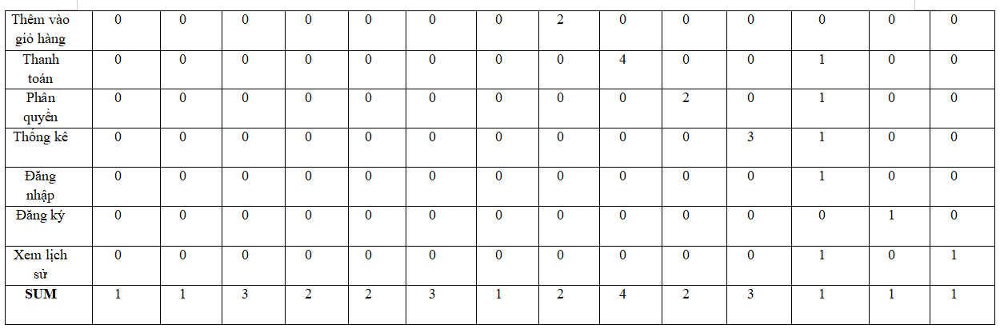 Thêm vào 0 0 0 0 0 0 0 2 0 0 0 0 0 0
giỏ hàng
Thanh 0 0 0 0 0 0 0 0 4 0 0 1 0 0
toán
Phân 0 0 0 0 0 0 0 0 0 2 0 1 0 0
quyền
Thống kê 0 0 0 0 0 0 0 0 0 0 3 1 0 0
Đăng 0 0 0 0 0 0 0 0 0 0 0 1 0 0
nhập
Đăng ký 0 0 0 0 0 0 0 0 0 0 0 0 1 0
Xem lịch 0 0 0 0 0 0 0 0 0 0 0 1 0 1
sử
SUM 1 1 3 2 2 3 1 2 4 2 3 1 1 1